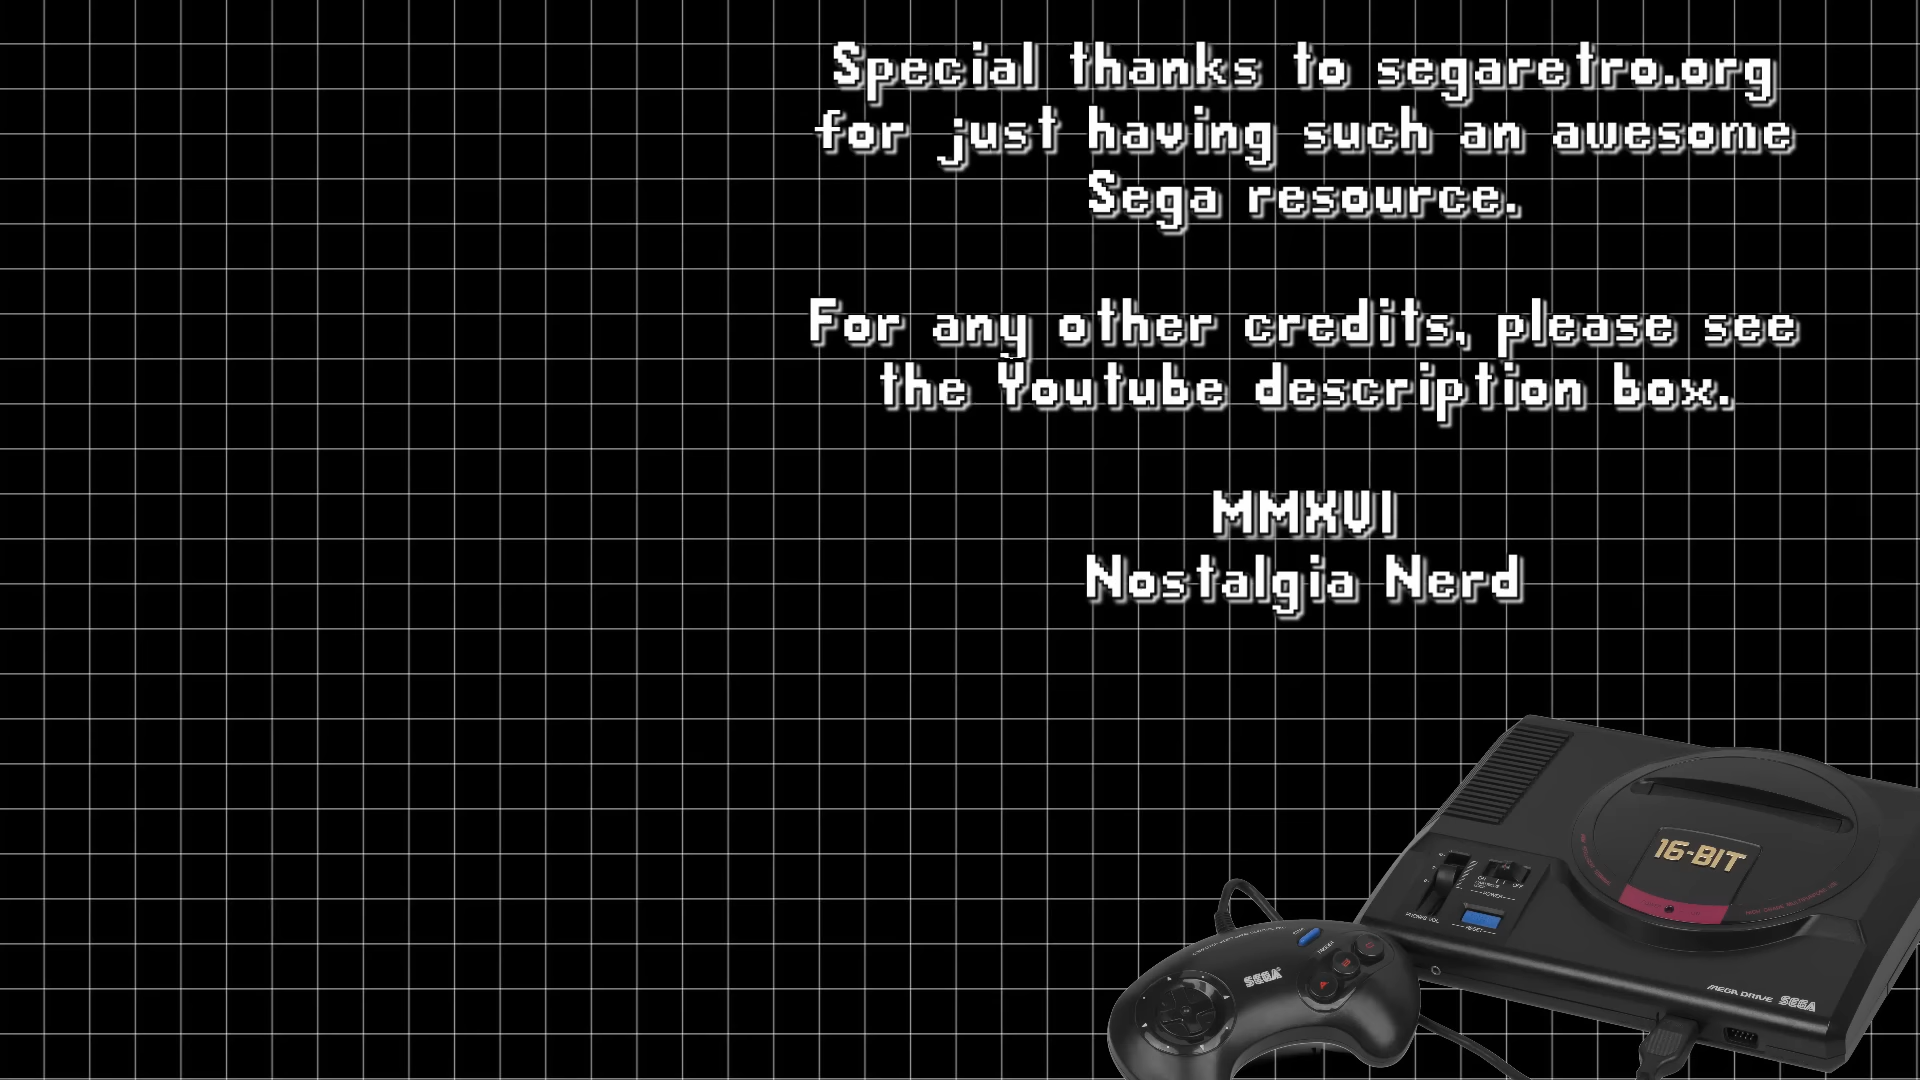 Special thanks to segaretro.org
for just having such an awesome
Sega resource.
For any other credits, please see
the Youtube description box.
MMXVI
Nostalgia Nerd
16-BIT
RESET
SEGA
MEGA DRIVE SEGA